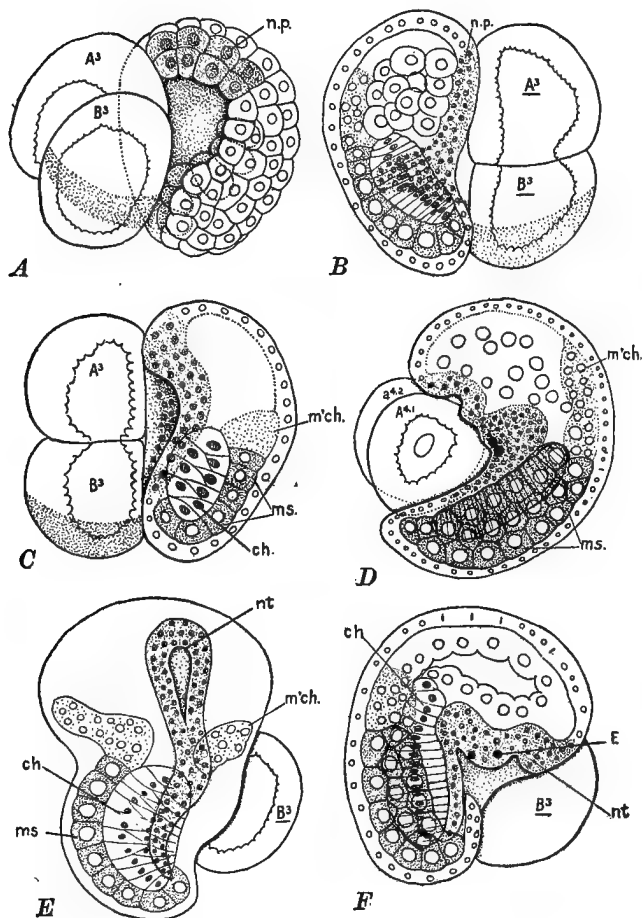 n.p.
A³
B³
A
n.p.
A³
B³
B
A³
B³
m'ch.
ms.
ch.
C
m'ch.
a⁴·²
A⁴·¹
ms.
D
nt
m'ch.
ch.
ms
B³
E
ch
E
nt
B³
F